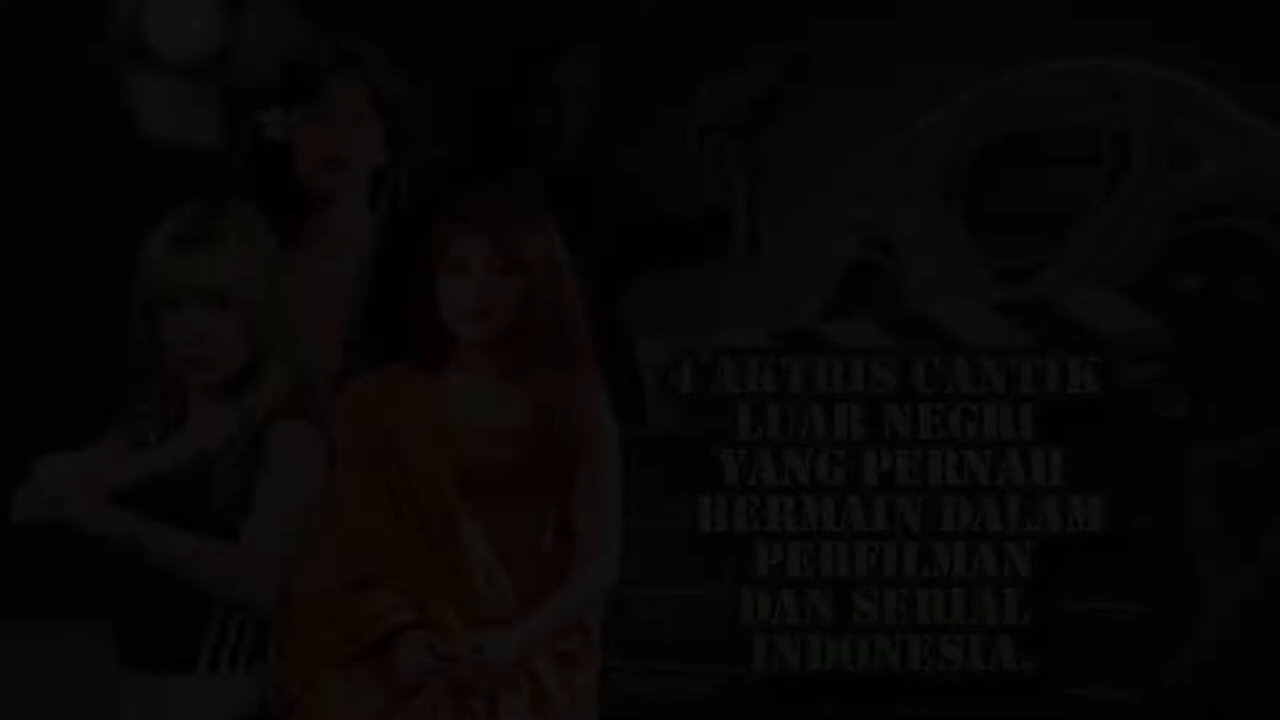 4 AKTRIS CANTIK
LUAR NEGRI
YANG PERNAH
BERMAIN DALAM
PERFILMAN
DAN SERIAL
INDONESIA.